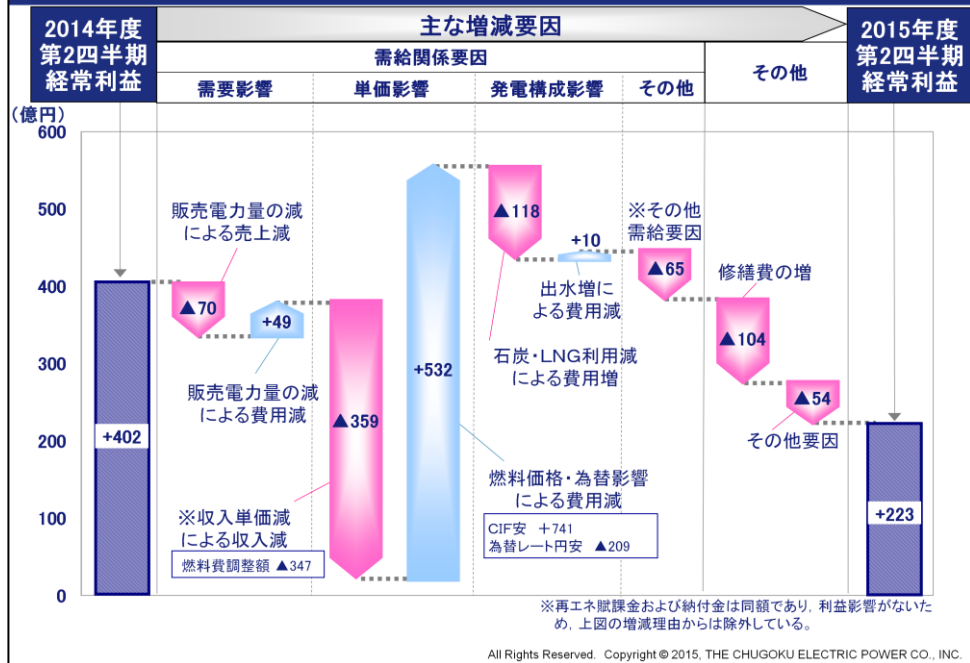 2014年度
第2四半期
経常利益
主な増減要因
2015年度
第2四半期
経常利益
需給関係要因
その他
需要影響
単価影響
発電構成影響
その他
(億円)
600
500
400
300
200
100
0
+402
販売電力量の減
による売上減
▲70
+49
販売電力量の減
による費用減
▲359
※収入単価減
による収入減
燃料費調整額 ▲347
+532
燃料価格・為替影響
による費用減
CIF安 +741
為替レート円安 ▲209
▲118
石炭・LNG利用減
による費用増
+10
出水増に
よる費用減
※その他
需給要因
▲65
修繕費の増
▲104
▲54
その他要因
+223
※再エネ賦課金および納付金は同額であり, 利益影響がないた
め, 上図の増減理由からは除外している。
All Rights Reserved. Copyright © 2015, THE CHUGOKU ELECTRIC POWER CO., INC.